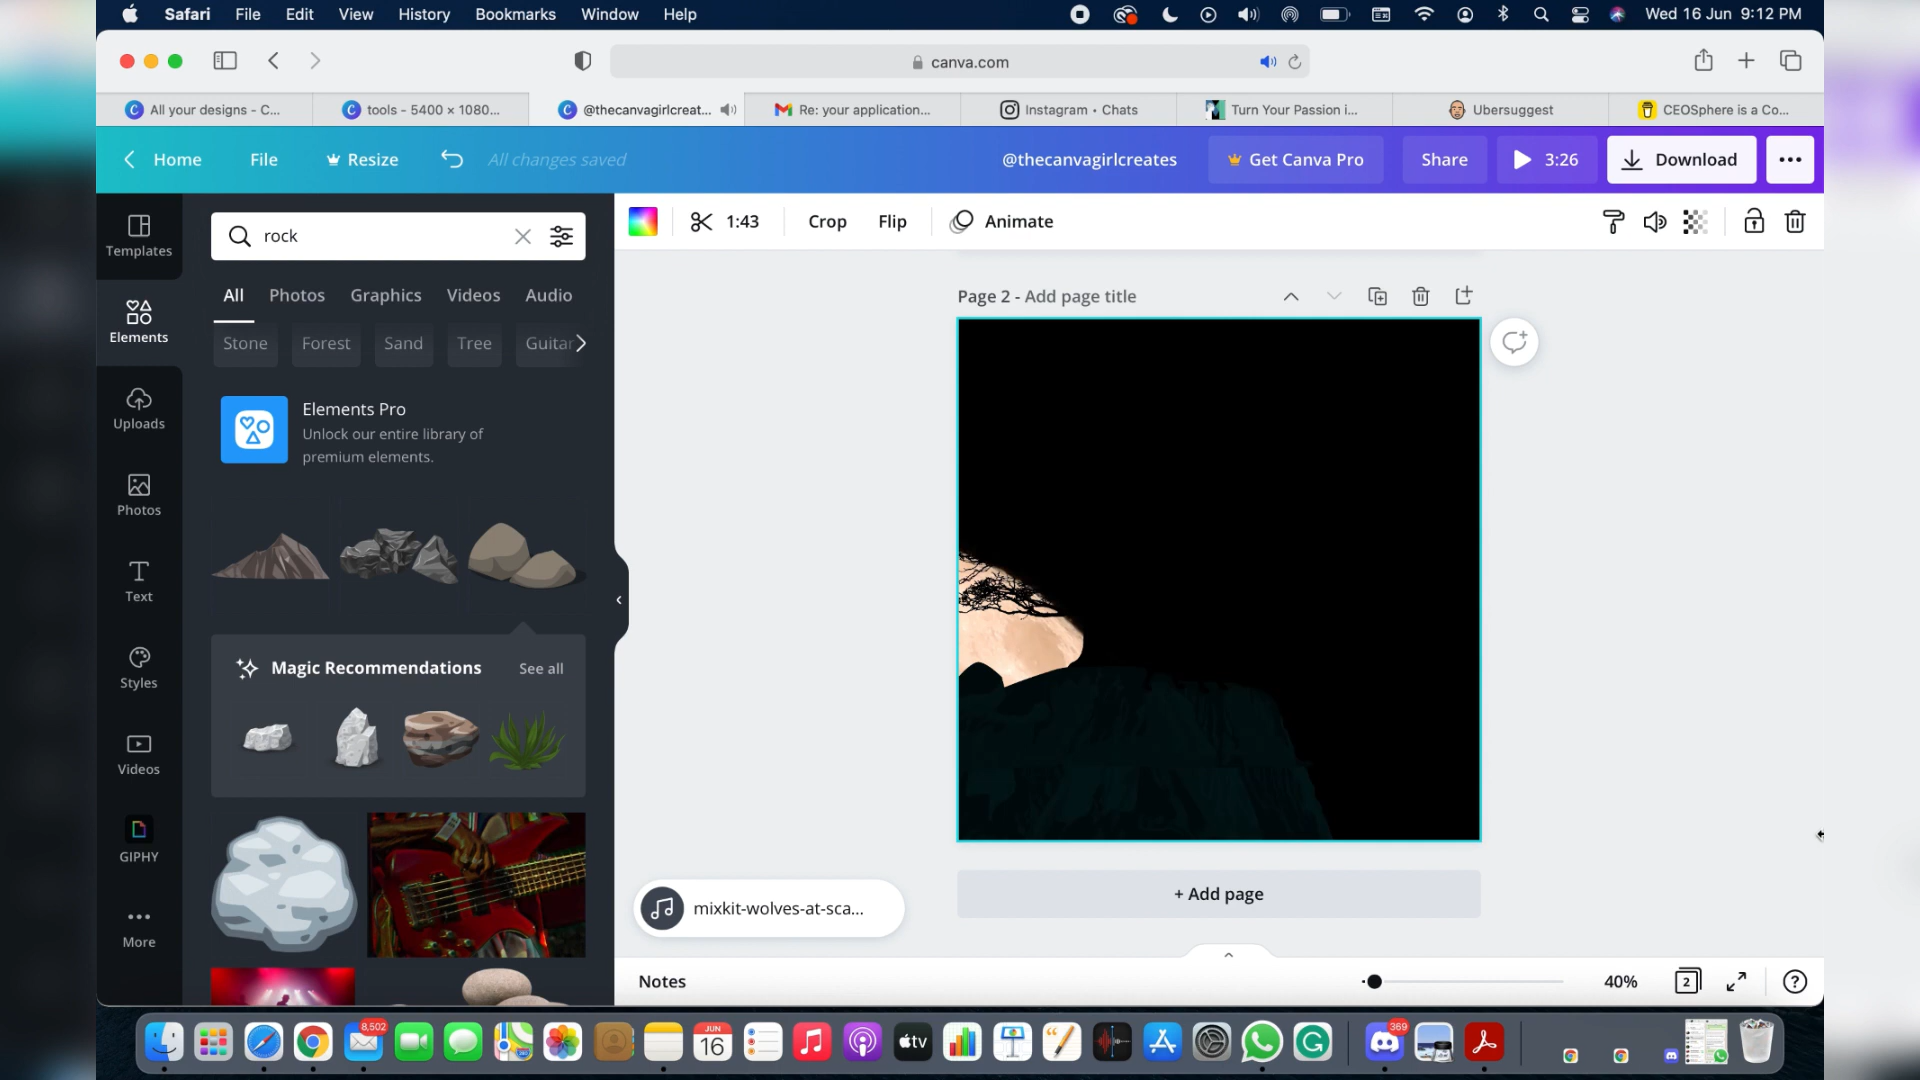 Safari File Edit View History Bookmarks Window Help Wed 16 Jun 9:12 PM
canva.com
All your designs - C... tools - 5400 × 1080... @thecanvagirlcreat... Re: your application... Instagram • Chats Turn Your Passion i... Ubersuggest CEOSphere is a Co...
Home File Resize All changes saved @thecanvagirlcreates Get Canva Pro Share 3:26 Download
Templates
rock
1:43 Crop Flip Animate
All Photos Graphics Videos Audio
Page 2 - Add page title
Elements
Stone Forest Sand Tree Guitar
Elements Pro
Unlock our entire library of
premium elements.
Uploads
Photos
Text
Magic Recommendations See all
Styles
Videos
GIPHY
More
mixkit-wolves-at-sca...
+ Add page
Notes 40% 2
8,502
JUN
16
tv
369